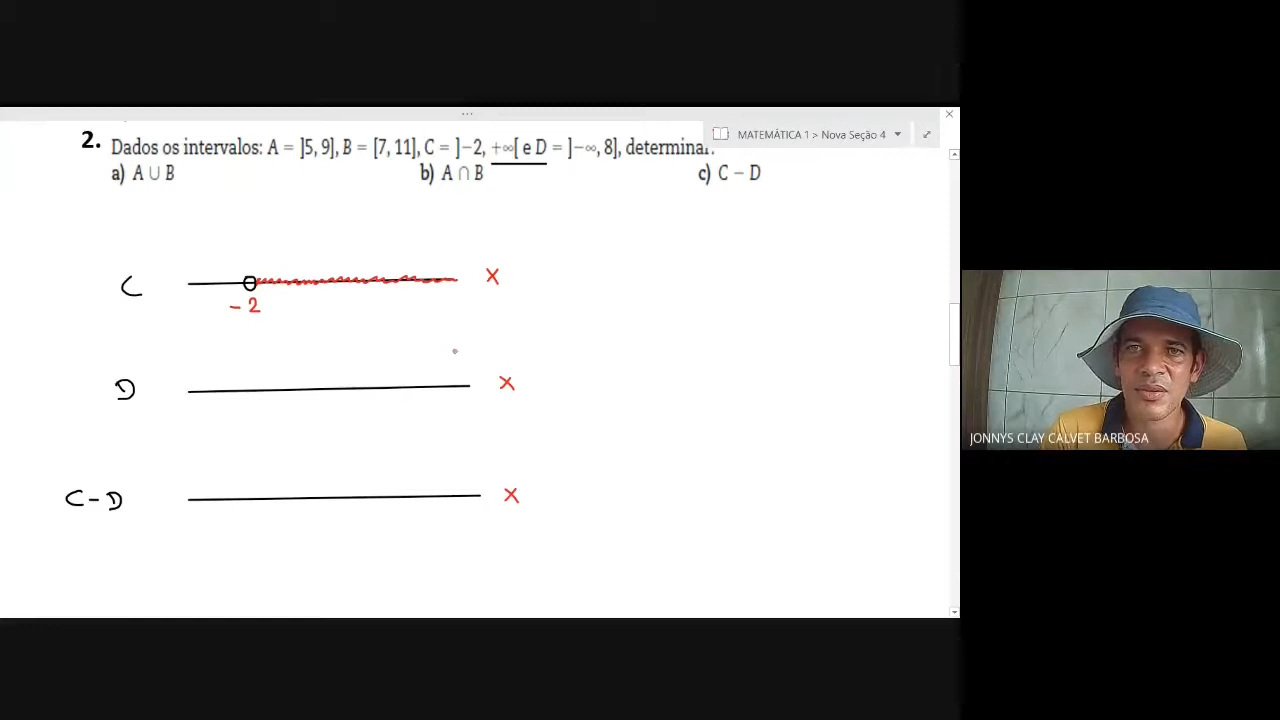 MATEMÁTICA 1 > Nova Seção 4
2. Dados os intervalos: A = ]5, 9], B = [7, 11], C = ]−2, +∞[ e D = ]−∞, 8], determinar:
a) A ∪ B b) A ∩ B c) C − D
C x
- 2
D x
C - D x
JONNYS CLAY CALVET BARBOSA